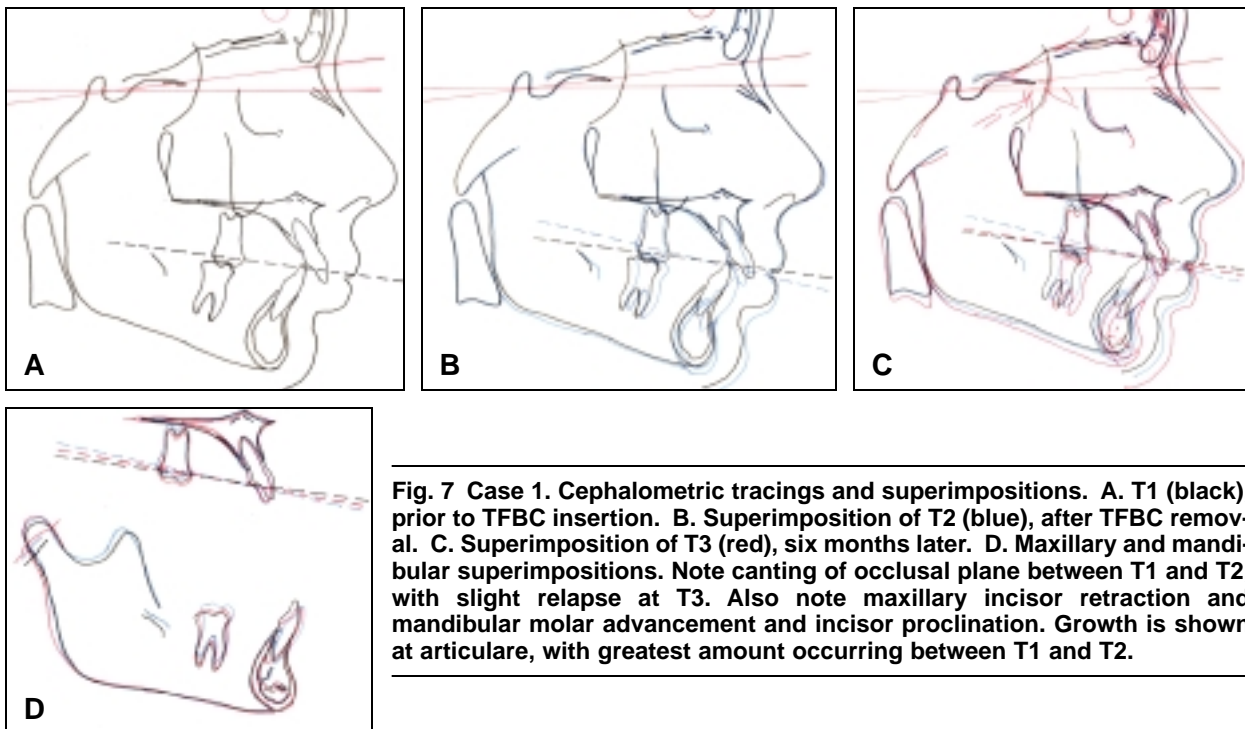 A
B
C
D
Fig. 7 Case 1. Cephalometric tracings and superimpositions. A. T1 (black)
prior to TFBC insertion. B. Superimposition of T2 (blue), after TFBC remov-
al. C. Superimposition of T3 (red), six months later. D. Maxillary and mandi-
bular superimpositions. Note canting of occlusal plane between T1 and T2
with slight relapse at T3. Also note maxillary incisor retraction and
mandibular molar advancement and incisor proclination. Growth is shown
at articulare, with greatest amount occurring between T1 and T2.